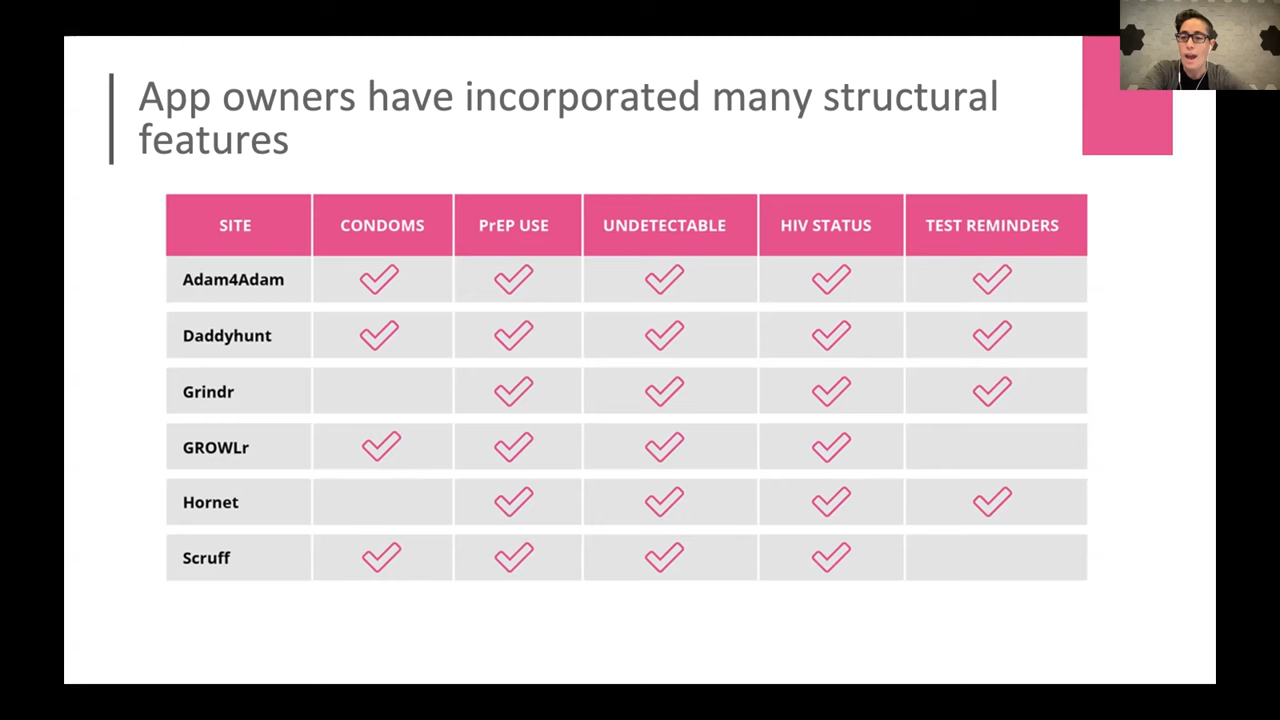 App owners have incorporated many structural
features
SITE CONDOMS PrEP USE UNDETECTABLE HIV STATUS TEST REMINDERS
Adam4Adam
Daddyhunt
Grindr
GROWLr
Hornet
Scruff